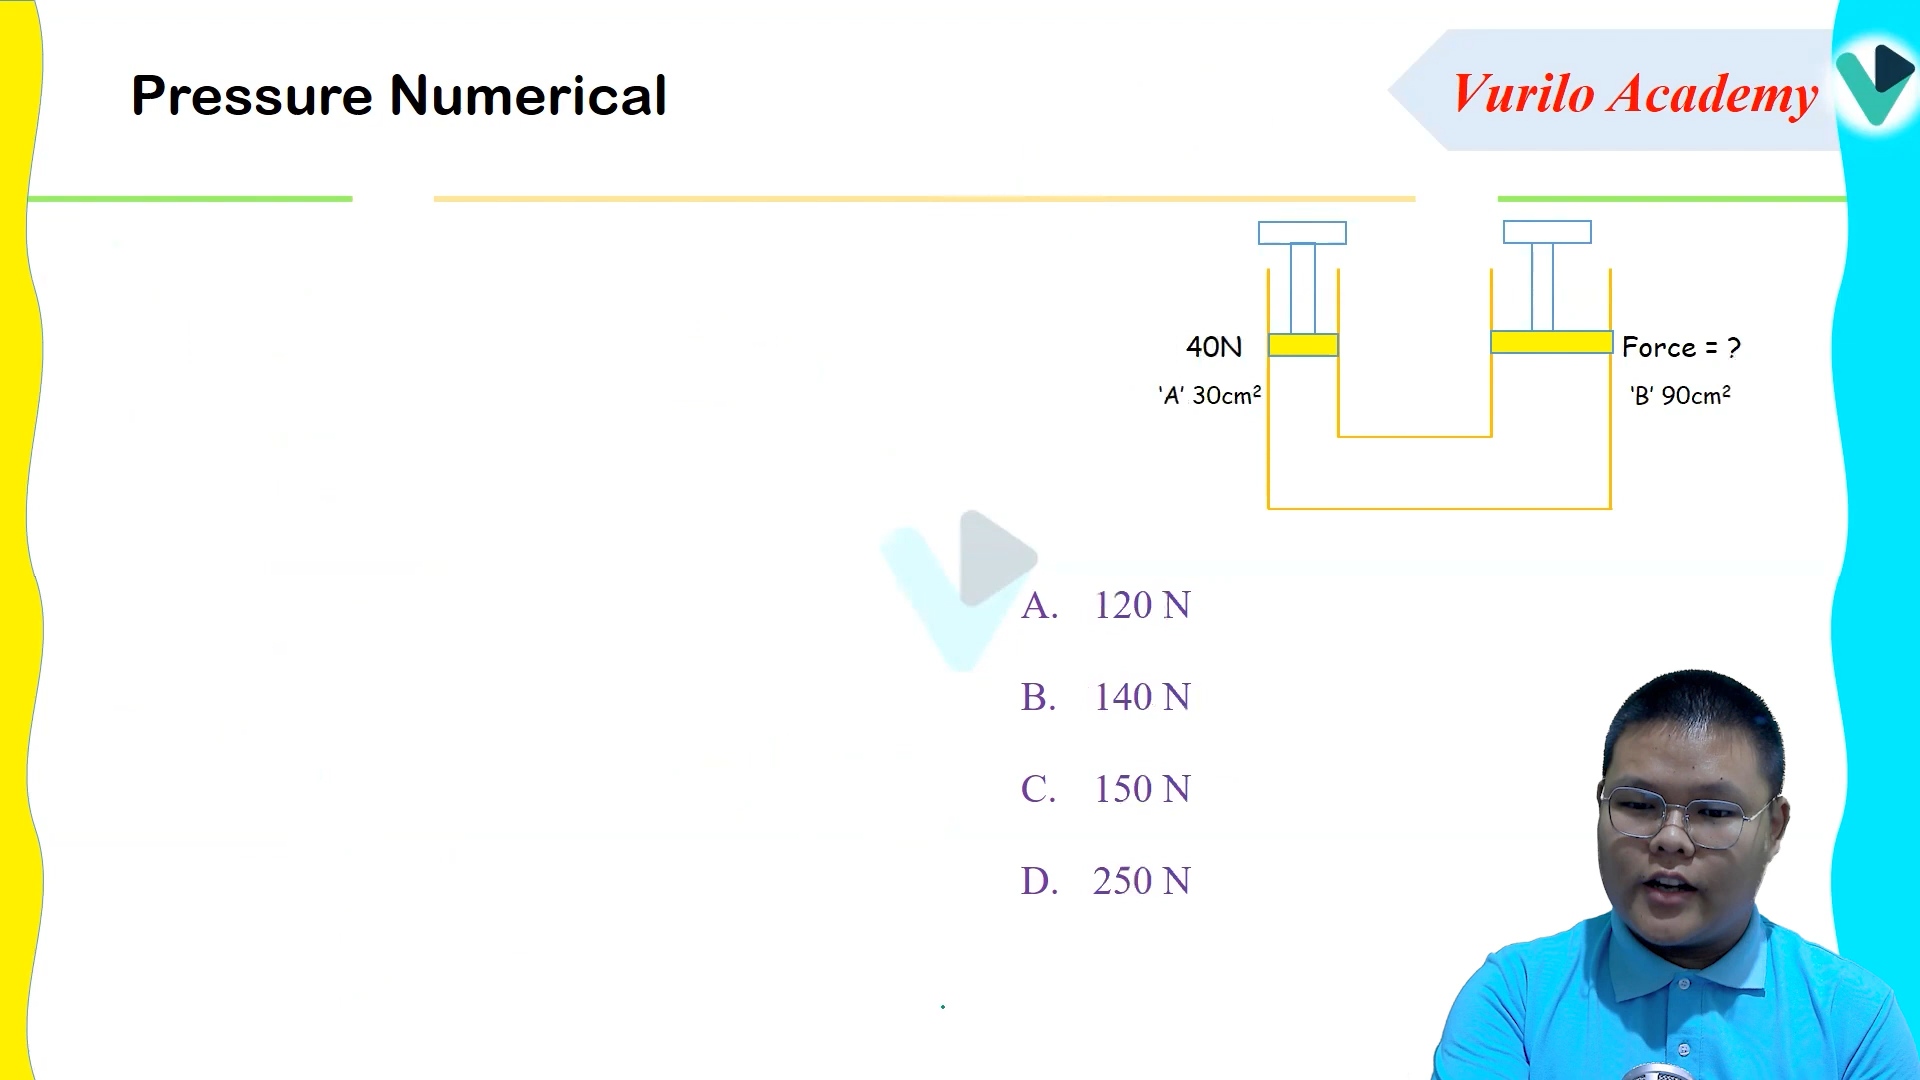 Pressure Numerical
Vurilo Academy
40N
Force = ?
‘A’ 30cm²
‘B’ 90cm²
A. 120 N
B. 140 N
C. 150 N
D. 250 N